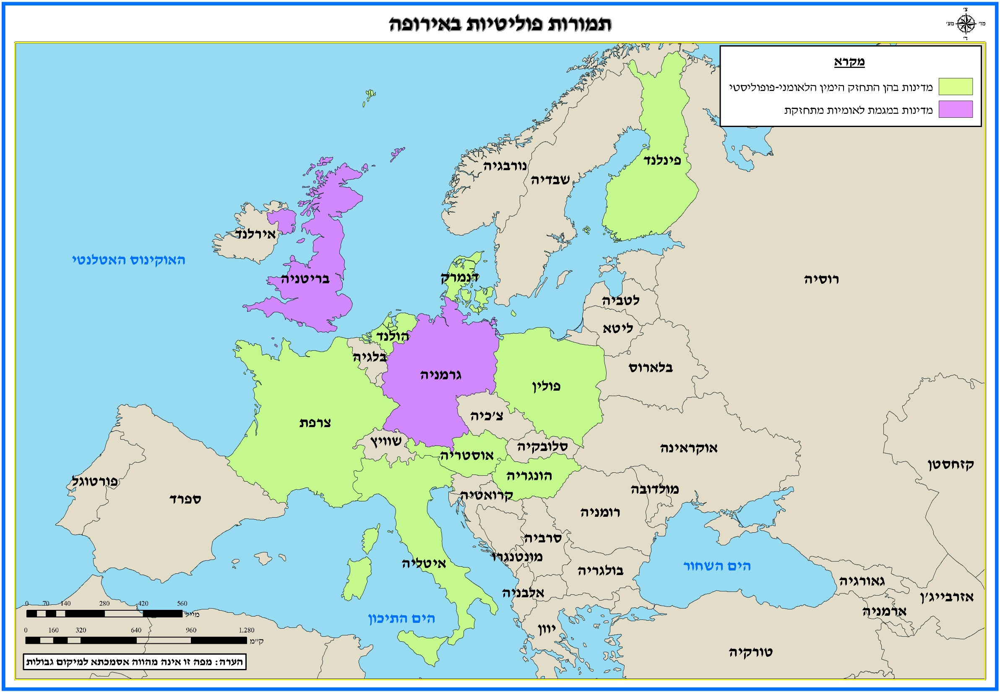 תמורות פוליטיות באירופה
צ'
מע' מד'
ד'
מקרא
מדינות בהן התחזק הימין הלאומני-פופוליסטי
מדינות במגמת לאומיות מתחזקת
פינלנד
נורבגיה
שבדיה
אירלנד
האוקינוס האטלנטי
בריטניה
דנמרק
רוסיה
לטביה
ליטא
הולנד
בלגיה
גרמניה
פולין
בלארוס
צ'כיה
צרפת
שוויץ
סלובקיה
אוסטריה
אוקראינה
קזחסטן
הונגריה
פורטוגל
ספרד
קרואטיה
מולדובה
רומניה
סרביה
מונטנגרו
איטליה
בולגריה
הים השחור
גאורגיה
אלבניה
אזרבייג'ן
ארמניה
הים התיכון
יוון
טורקיה
0 70 140 280 420 560
מייל
0 160 320 640 960 1.280
ק"מ
הערה: מפה זו אינה מהווה אסמכתא למיקום גבולות